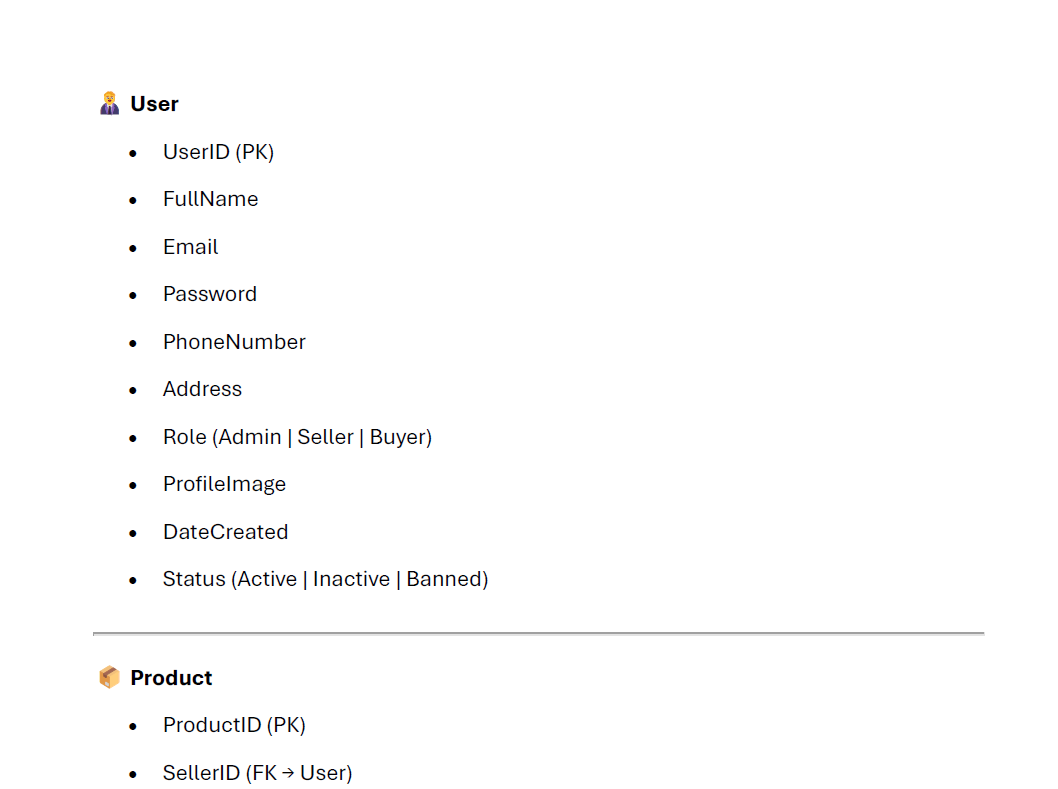 User
• UserID (PK)
• FullName
• Email
• Password
• PhoneNumber
• Address
• Role (Admin | Seller | Buyer)
• ProfileImage
• DateCreated
• Status (Active | Inactive | Banned)
Product
• ProductID (PK)
• SellerID (FK → User)